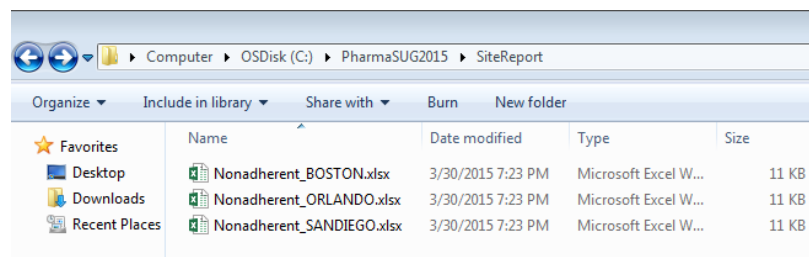 Computer OSDisk (C:) PharmaSUG2015 SiteReport
Organize Include in library Share with Burn New folder
Favorites
Desktop
Downloads
Recent Places
Name Date modified Type Size
Nonadherent_BOSTON.xlsx 3/30/2015 7:23 PM Microsoft Excel W... 11 KB
Nonadherent_ORLANDO.xlsx 3/30/2015 7:23 PM Microsoft Excel W... 11 KB
Nonadherent_SANDIEGO.xlsx 3/30/2015 7:23 PM Microsoft Excel W... 11 KB